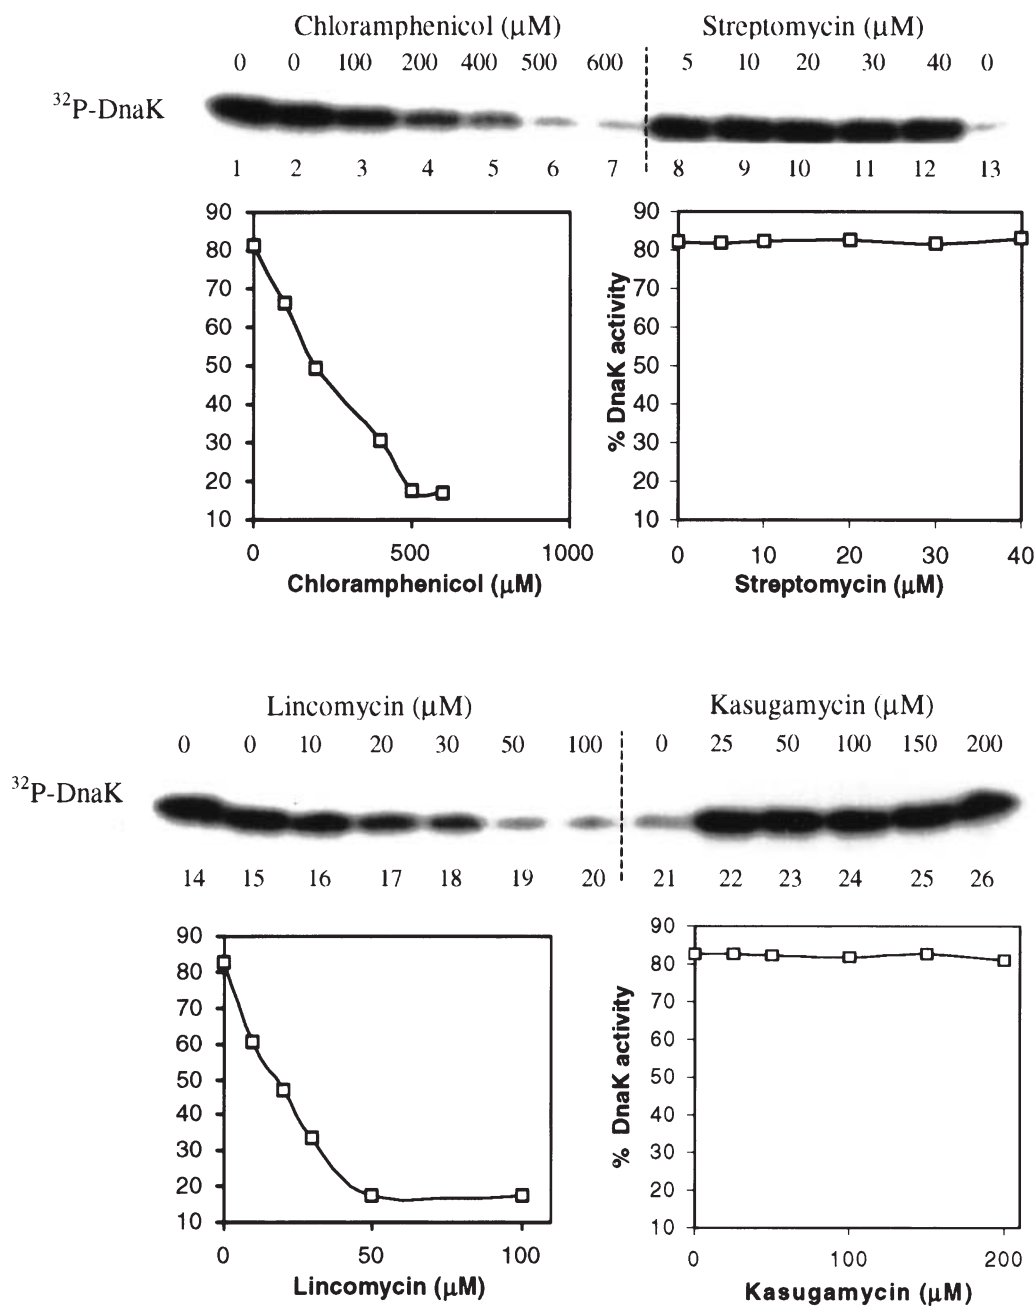 Chloramphenicol (μM) Streptomycin (μM)
0 0 100 200 400 500 600 5 10 20 30 40 0
32P-DnaK
1 2 3 4 5 6 7 8 9 10 11 12 13
90
80
70
60
50
40
30
20
10
0 500 1000
Chloramphenicol (μM)
% DnaK activity
90
80
70
60
50
40
30
20
10
0 10 20 30 40
Streptomycin (μM)
Lincomycin (μM) Kasugamycin (μM)
0 0 10 20 30 50 100 0 25 50 100 150 200
32P-DnaK
14 15 16 17 18 19 20 21 22 23 24 25 26
90
80
70
60
50
40
30
20
10
0 50 100
Lincomycin (μM)
% DnaK activity
90
80
70
60
50
40
30
20
10
0 100 200
Kasugamycin (μM)